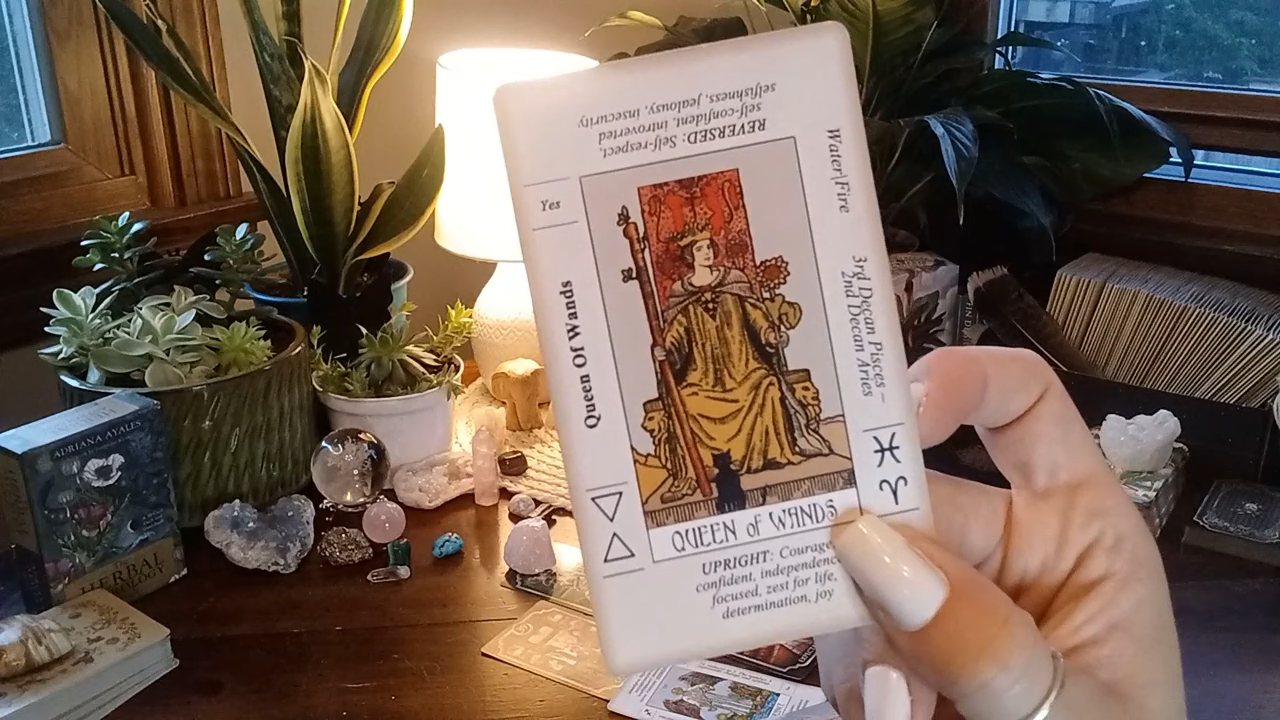 REVERSED: Self-respect,
self-confident, introverted
selfishness, jealousy, insecurity
Yes
Queen Of Wands
Water|Fire
3rd Decan Pisces –
2nd Decan Aries
QUEEN of WANDS
UPRIGHT: Courage,
confident, independence
focused, zest for life,
determination, joy
ADRIANA AYALES
HERBAL